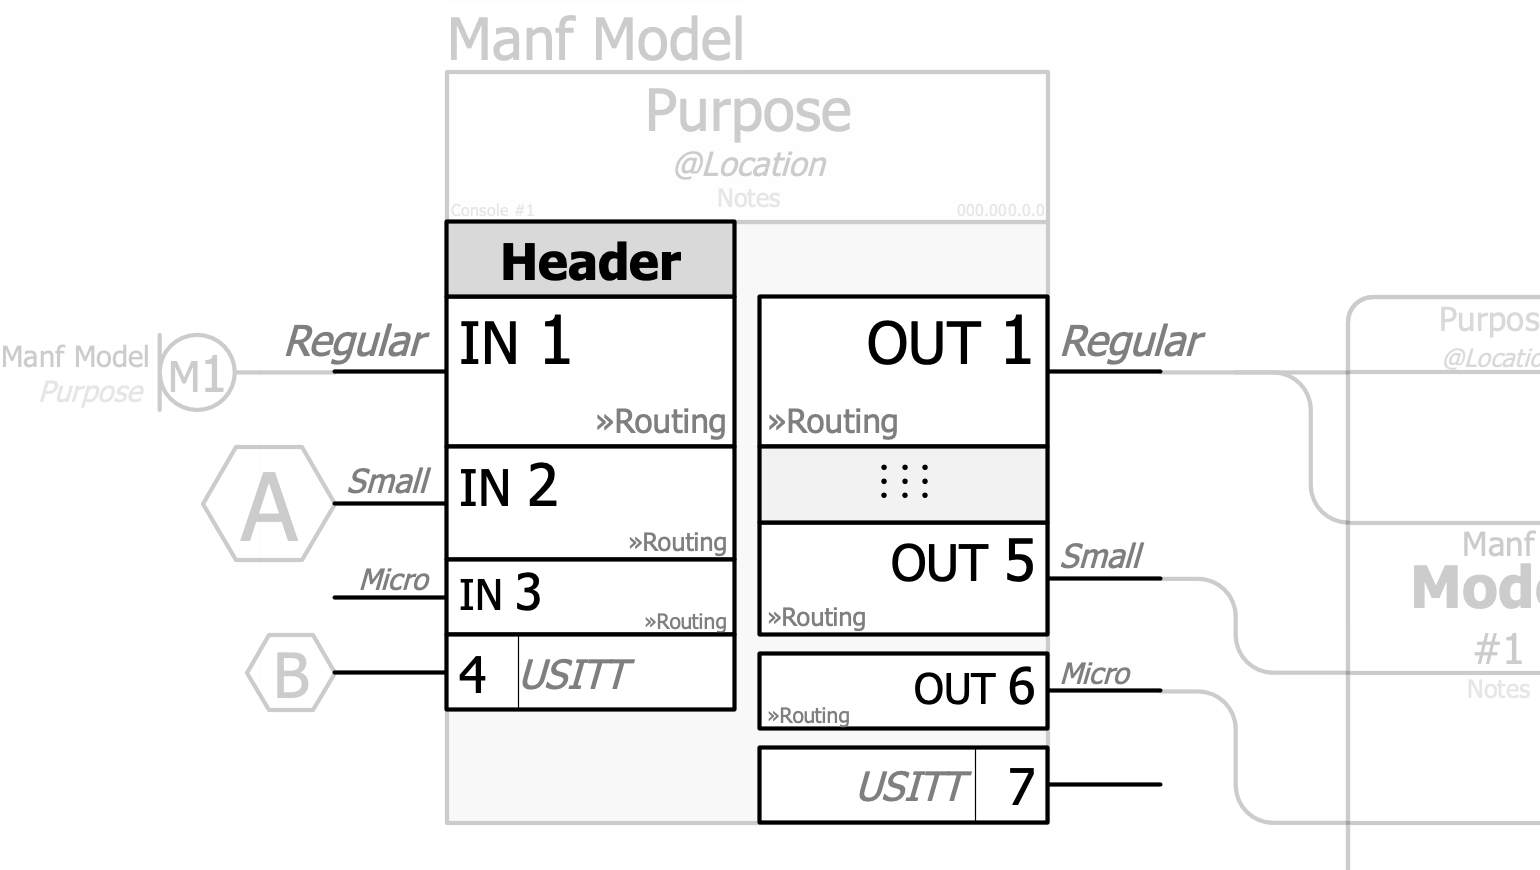 Manf Model
Purpose
@Location
Notes
Console #1
000.000.0.0
Header
Manf Model
Purpose
M1
Regular
IN 1
»Routing
A
Small
IN 2
»Routing
Micro
IN 3
»Routing
B
4
USITT
OUT 1
Regular
»Routing
OUT 5
Small
»Routing
OUT 6
Micro
»Routing
USITT
7
Purpos
@Locatio
Manf
Mode
#1
Notes